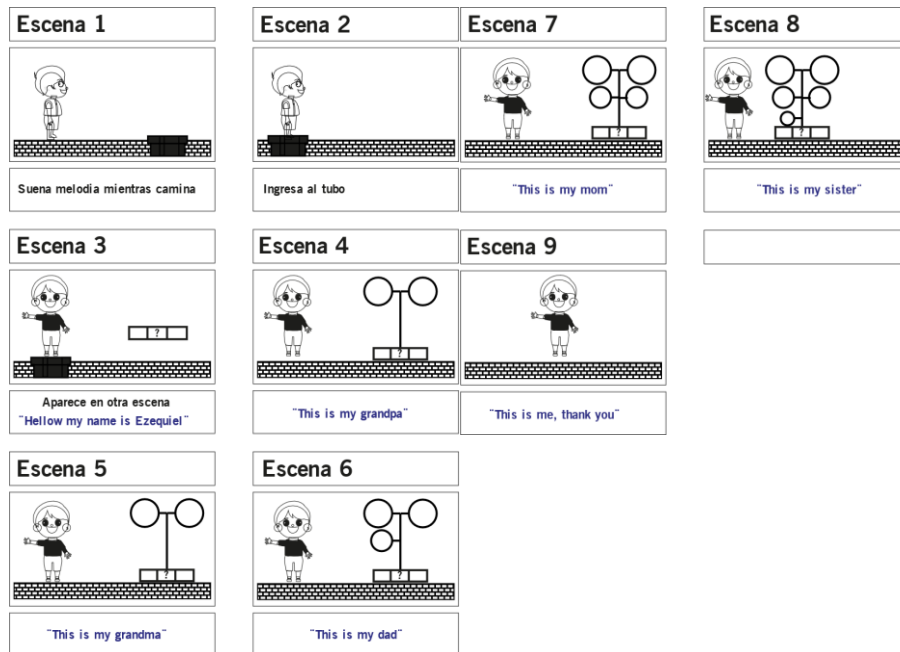 Escena 1
Suena melodia mientras camina
Escena 2
Ingresa al tubo
Escena 7
?
"This is my mom"
Escena 8
?
"This is my sister"
Escena 3
?
Aparece en otra escena
"Hellow my name is Ezequiel"
Escena 4
?
"This is my grandpa"
Escena 9
"This is me, thank you"
Escena 5
?
"This is my grandma"
Escena 6
?
"This is my dad"